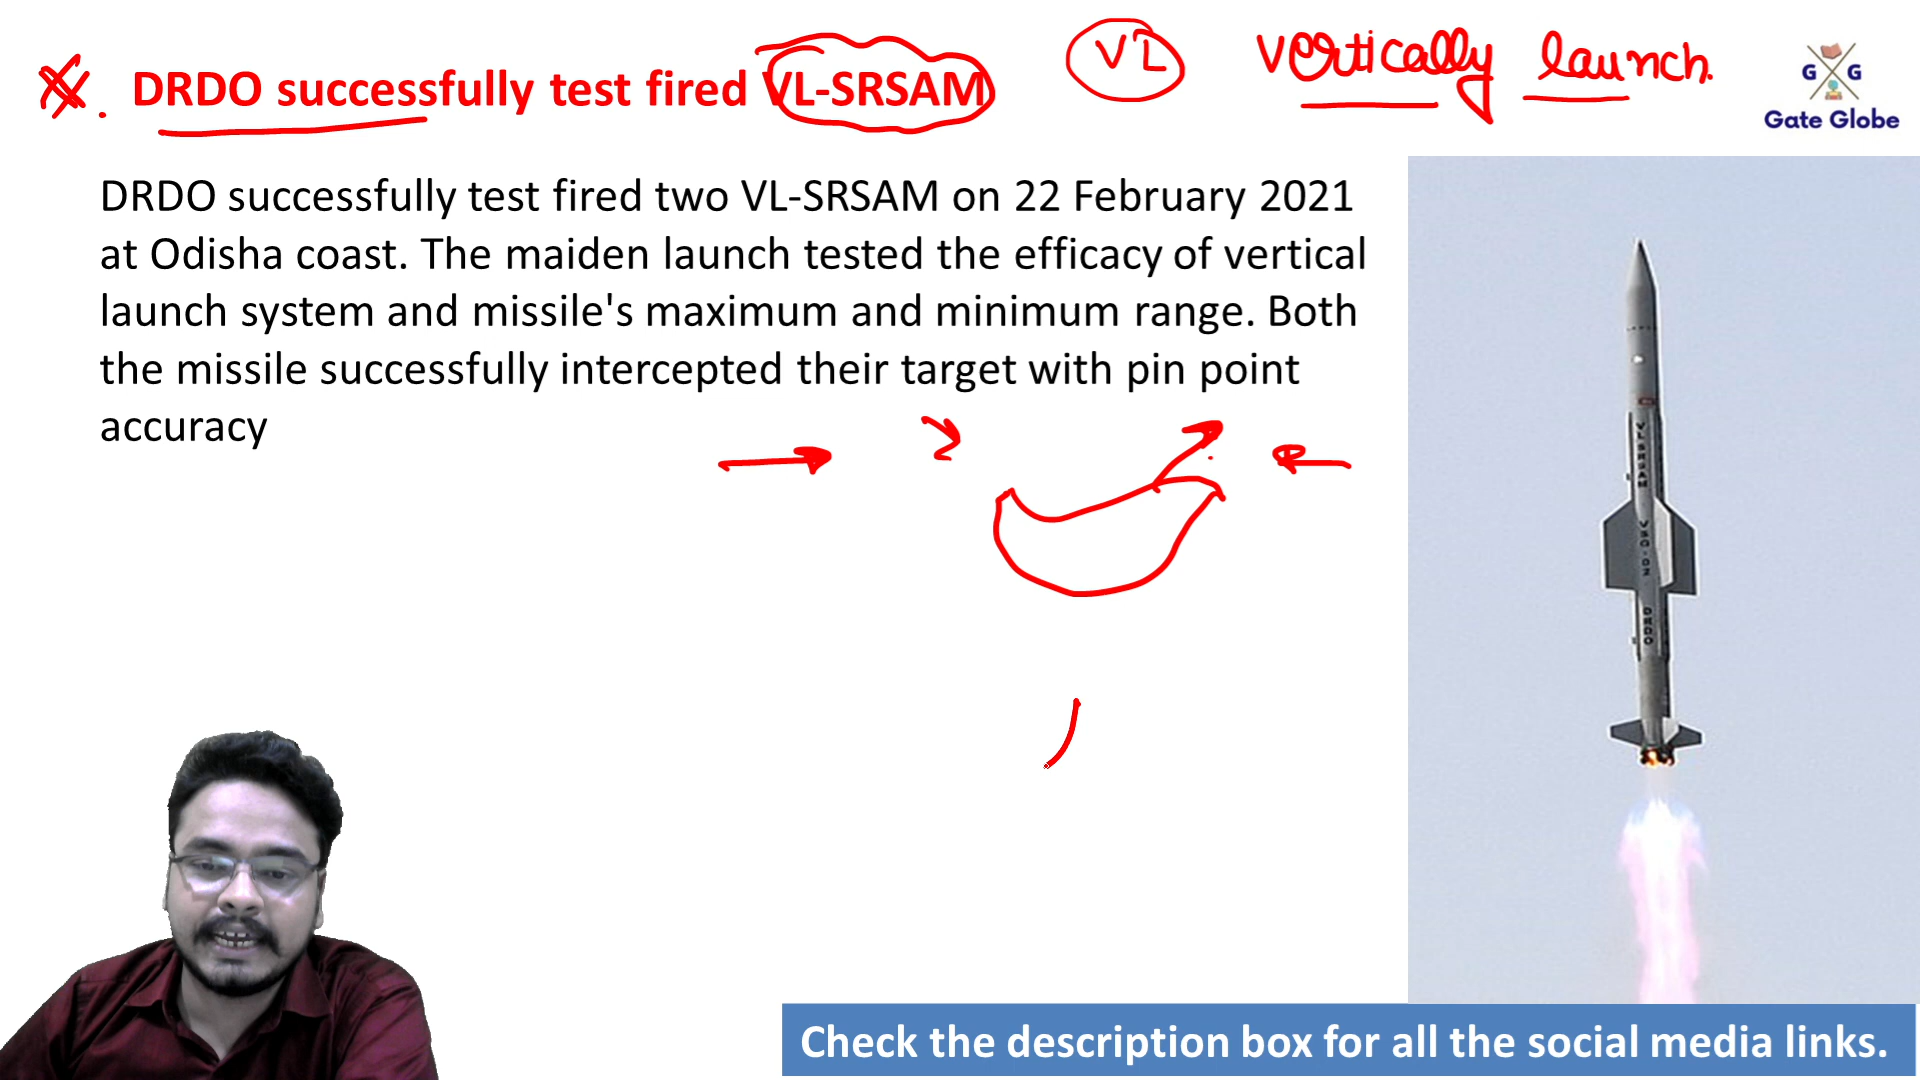 DRDO successfully test fired VL-SRSAM
VL
Vertically launch.
G G
Gate Globe
DRDO successfully test fired two VL-SRSAM on 22 February 2021
at Odisha coast. The maiden launch tested the efficacy of vertical
launch system and missile's maximum and minimum range. Both
the missile successfully intercepted their target with pin point
accuracy
VLSRSAM
DRDO
Check the description box for all the social media links.